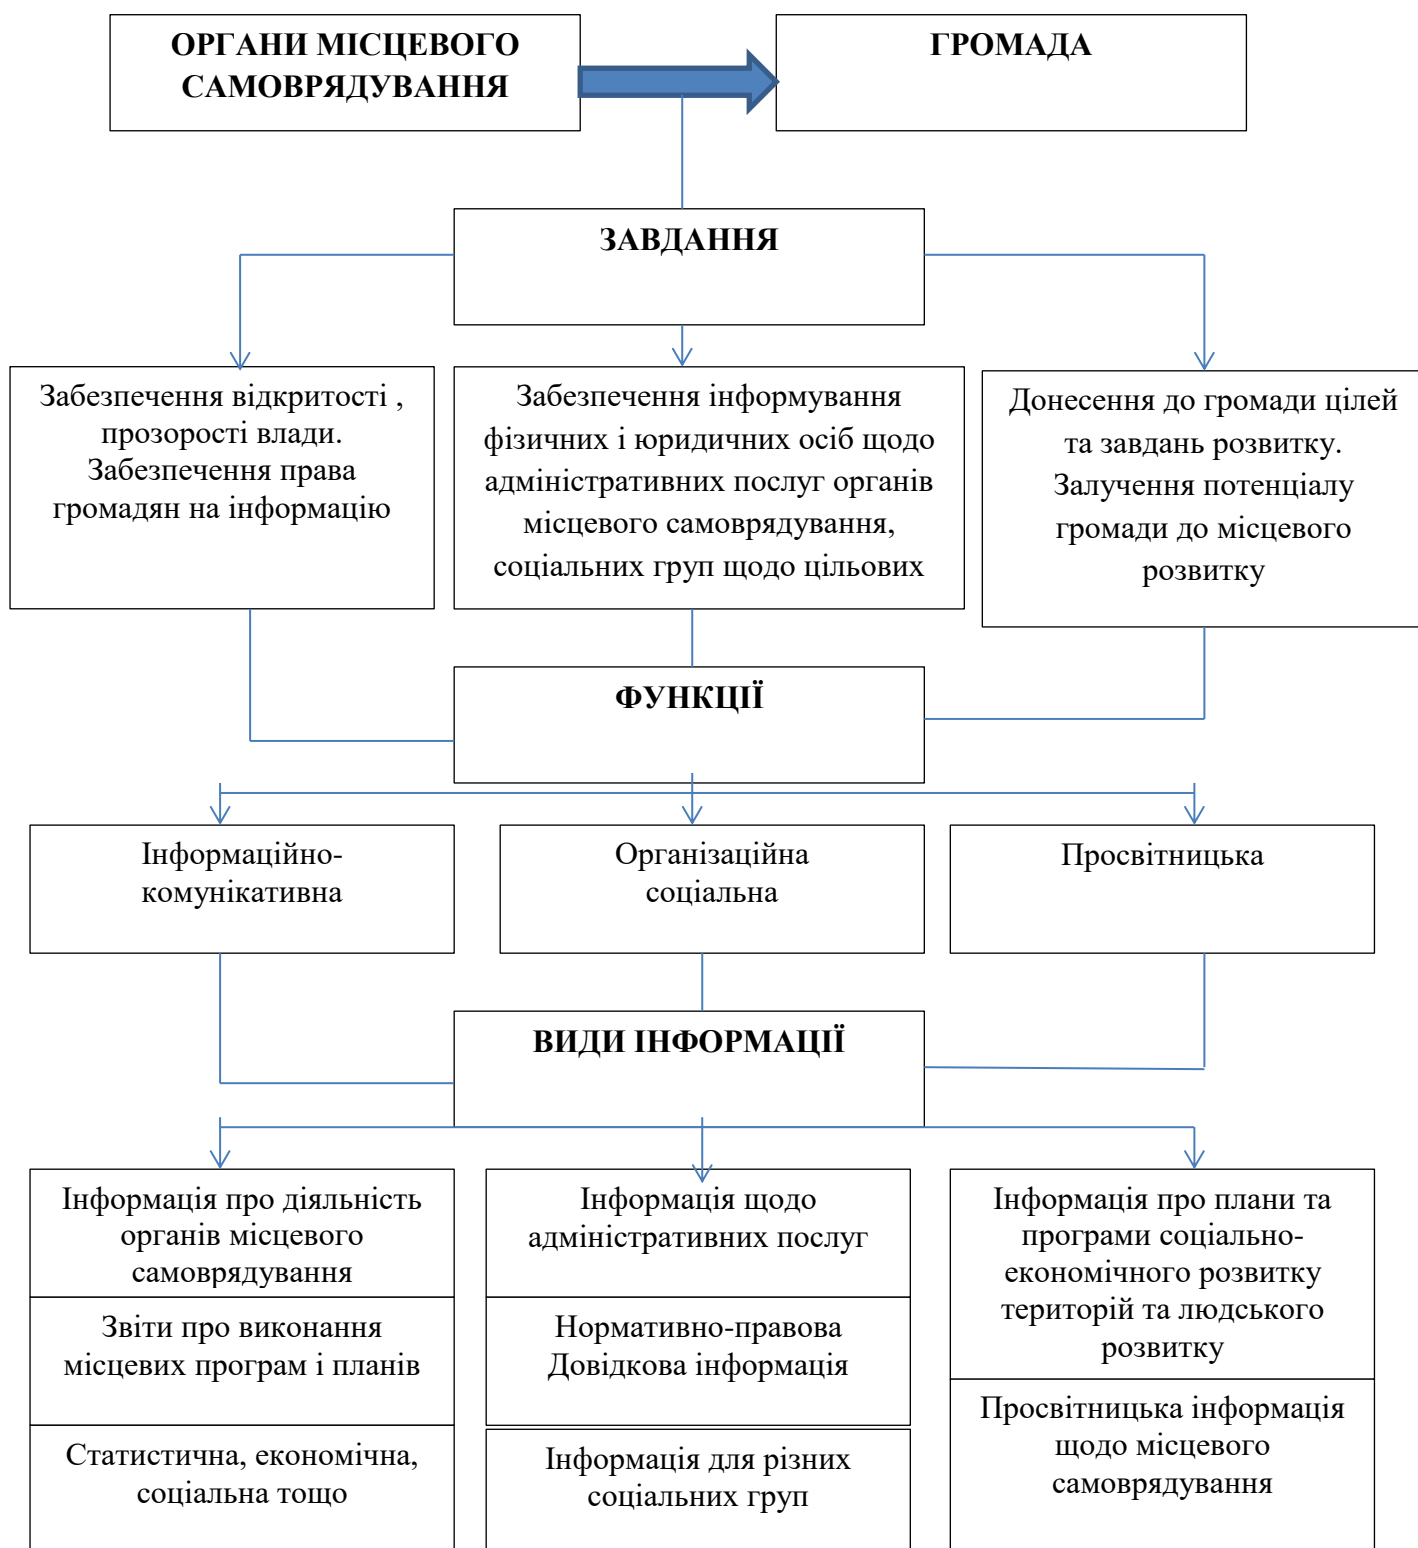 ОРГАНИ МІСЦЕВОГО
САМОВРЯДУВАННЯ
ГРОМАДА
ЗАВДАННЯ
Забезпечення відкритості ,
прозорості влади.
Забезпечення права
громадян на інформацію
Забезпечення інформування
фізичних і юридичних осіб щодо
адміністративних послуг органів
місцевого самоврядування,
соціальних груп щодо цільових
Донесення до громади цілей
та завдань розвитку.
Залучення потенціалу
громади до місцевого
розвитку
ФУНКЦІЇ
Інформаційно-
комунікативна
Організаційна
соціальна
Просвітницька
ВИДИ ІНФОРМАЦІЇ
Інформація про діяльність
органів місцевого
самоврядування
Звіти про виконання
місцевих програм і планів
Статистична, економічна,
соціальна тощо
Інформація щодо
адміністративних послуг
Нормативно-правова
Довідкова інформація
Інформація для різних
соціальних груп
Інформація про плани та
програми соціально-
економічного розвитку
територій та людського
розвитку
Просвітницька інформація
щодо місцевого
самоврядування